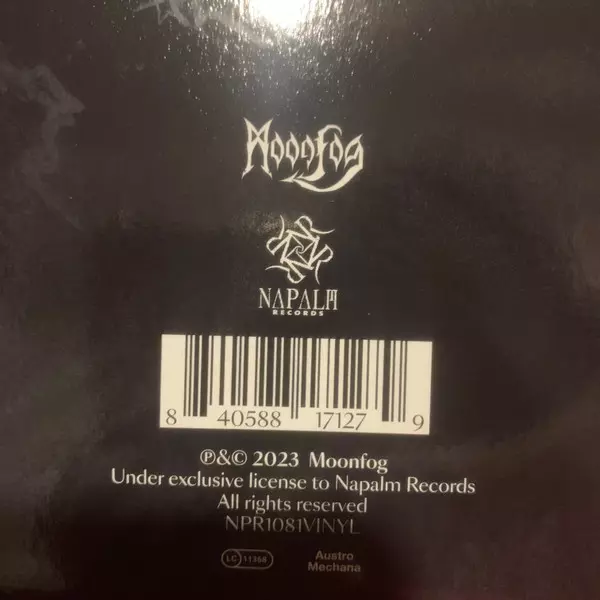 Moonfog
NAPALM
RECORDS
8 40588 17127 9
℗&© 2023 Moonfog
Under exclusive license to Napalm Records
All rights reserved
NPR1081VINYL
LC 11368
Austro
Mechana